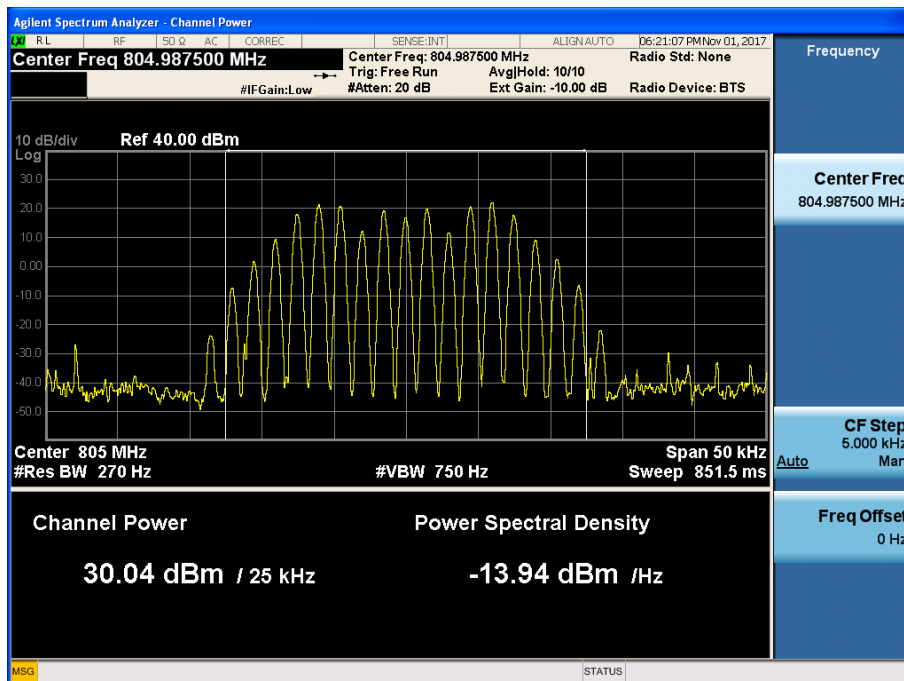 Agilent Spectrum Analyzer - Channel Power
LXI RL RF 50 Ω AC CORREC SENSE:INT ALIGN AUTO 06:21:07 PM Nov 01, 2017
Center Freq 804.987500 MHz
Center Freq: 804.987500 MHz Radio Std: None
Trig: Free Run Avg|Hold: 10/10
#IFGain:Low #Atten: 20 dB Ext Gain: -10.00 dB Radio Device: BTS
10 dB/div Ref 40.00 dBm
Log
30.0
20.0
10.0
0.00
-10.0
-20.0
-30.0
-40.0
-50.0
Center 805 MHz Span 50 kHz
#Res BW 270 Hz #VBW 750 Hz Sweep 851.5 ms
Channel Power Power Spectral Density
30.04 dBm / 25 kHz -13.94 dBm /Hz
MSG STATUS
Frequency
Center Freq
804.987500 MHz
CF Step
5.000 kHz
Auto Man
Freq Offset
0 Hz